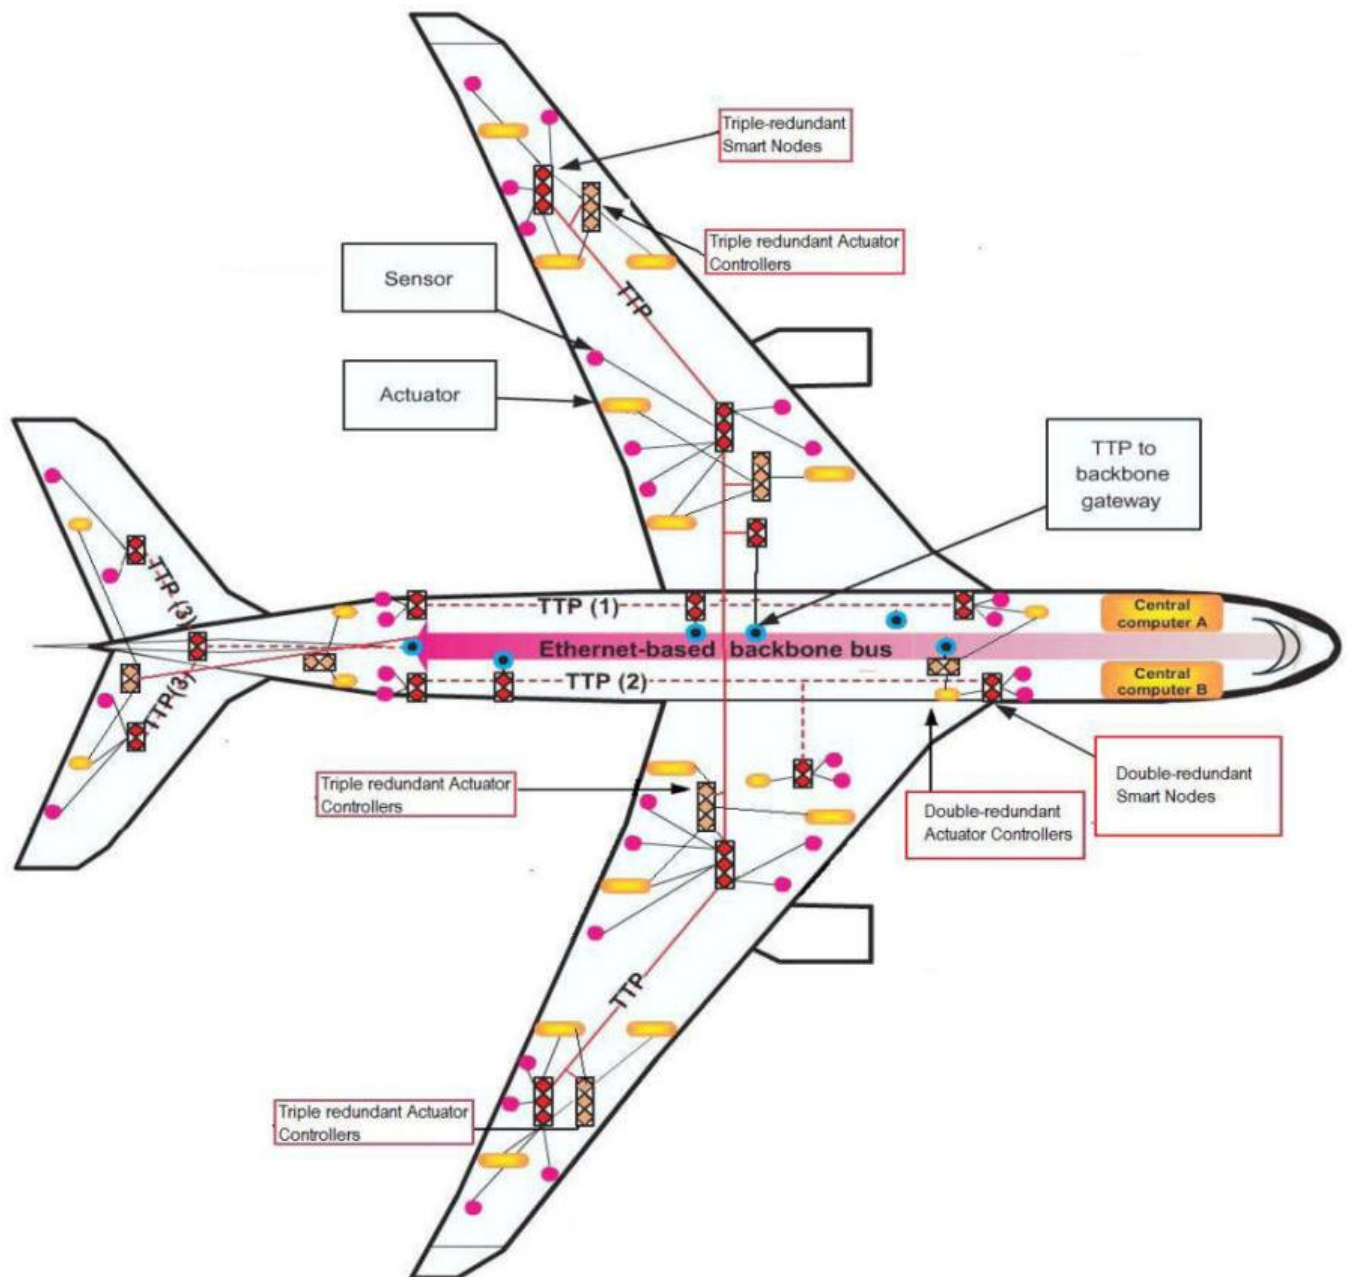 Triple-redundant
Smart Nodes
Triple redundant Actuator
Controllers
Sensor
TTP
Actuator
TTP to
backbone
gateway
TTP (3)
TTP (1)
Central
computer A
Ethernet-based backbone bus
TTP (2)
Central
computer B
TTP(3)
Triple redundant Actuator
Controllers
Double-redundant
Smart Nodes
Double-redundant
Actuator Controllers
TTP
Triple redundant Actuator
Controllers